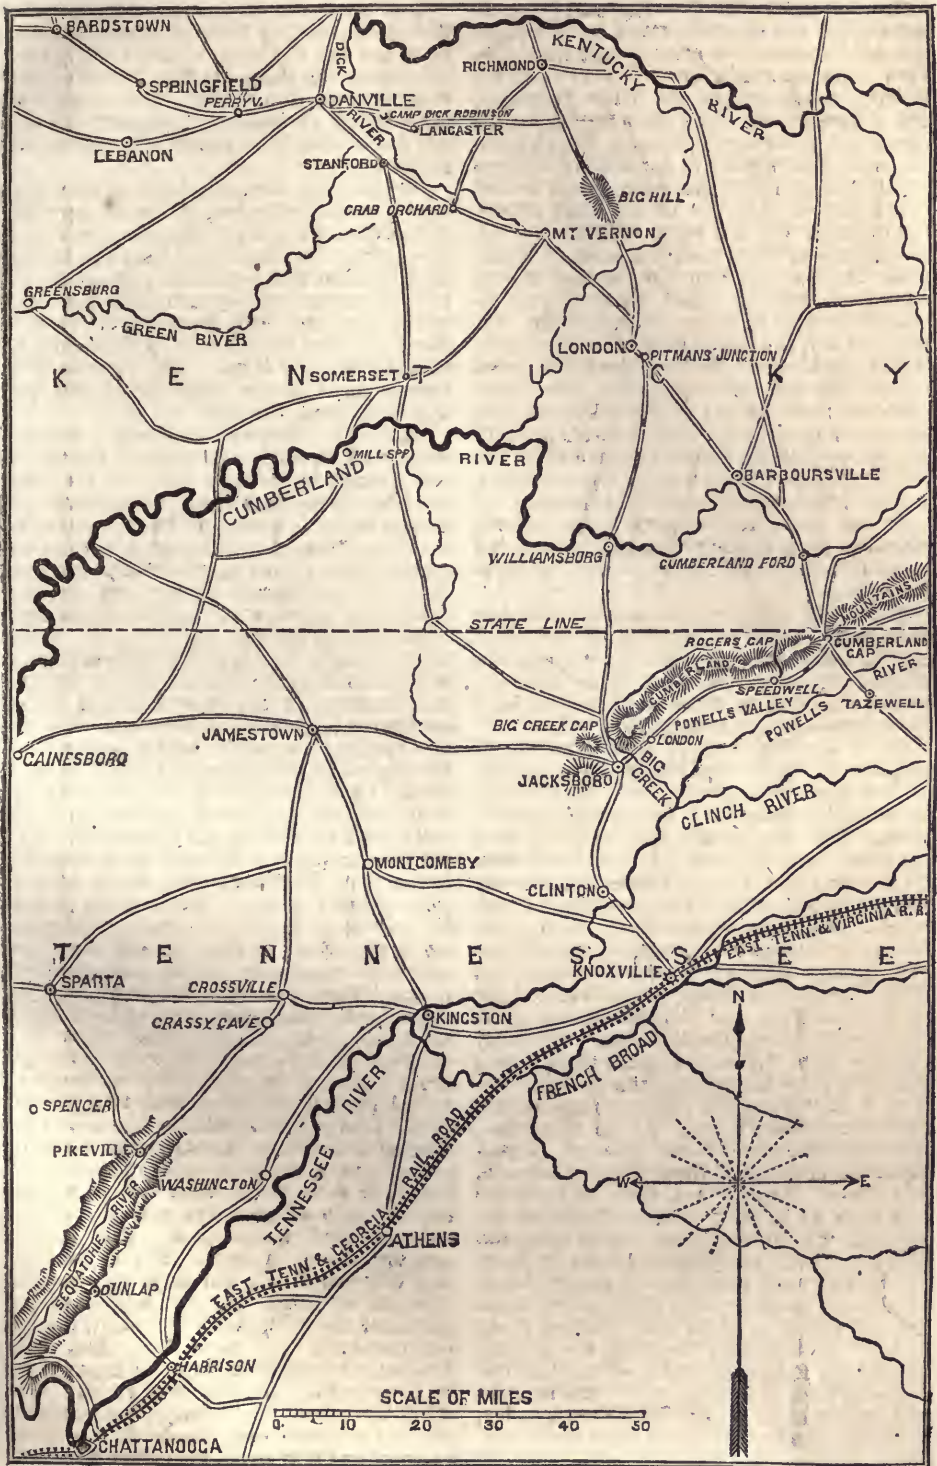 BARDSTOWN
SPRINGFIELD
PERRYV.
DANVILLE
DICK
RIVER
KENTUCKY
RIVER
RICHMOND
CAMP DICK ROBINSON
LANCASTER
LEBANON
STANFORD
CRAB ORCHARD
BIG HILL
MT VERNON
GREENSBURG
GREEN RIVER
LONDON
PITMANS' JUNCTION
K E N T U C K Y
SOMERSET
MILL SPP
CUMBERLAND
RIVER
BARBOURSVILLE
WILLIAMSBURG
CUMBERLAND FORD
STATE LINE
CUMBERLAND
MOUNTAINS
ROGERS GAP
CUMBERLAND
GAP
SPEEDWELL
POWELLS VALLEY
POWELLS
RIVER
TAZEWELL
BIG CREEK GAP
LONDON
BIG
CREEK
JACKSBORO
JAMESTOWN
GAINESBORO
CLINCH RIVER
MONTGOMERY
CLINTON
T E N N E S S E E
EAST TENN. & VIRGINIA R. R.
KNOXVILLE
SPARTA
CROSSVILLE
CRASSY CAVE
KINGSTON
FRENCH BROAD
TENNESSEE
RIVER
SPENCER
PIKEVILLE
WASHINGTON
SEQUATCHIE RIVER
DUNLAP
EAST TENN. & GEORGIA RAIL ROAD
ATHENS
HARRISON
CHATTANOOGA
N
W
E
SCALE OF MILES
0 10 20 30 40 50